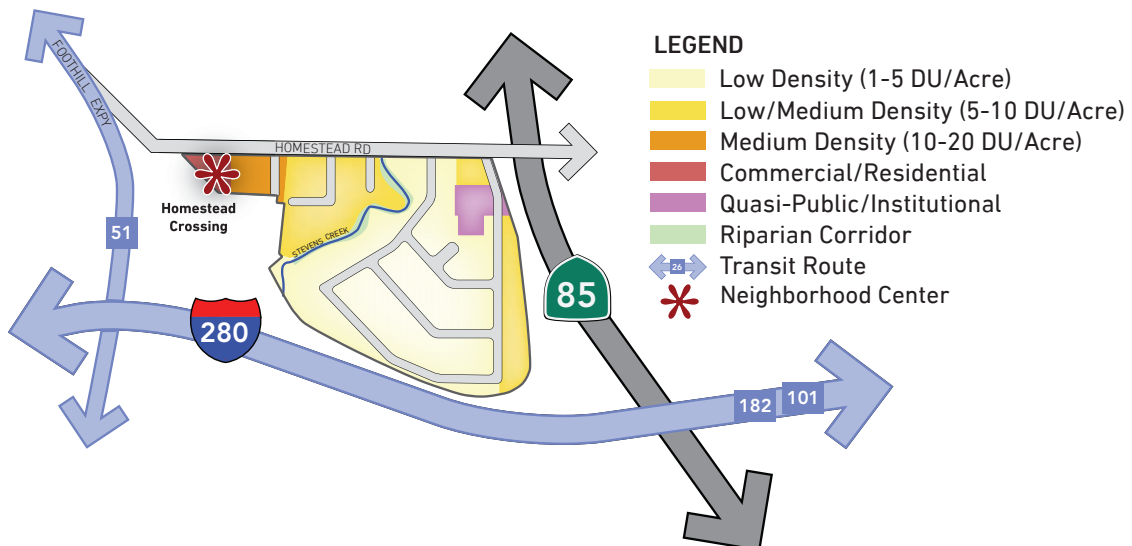 FOOTHILL EXPY
HOMESTEAD RD
Homestead
Crossing
STEVENS CREEK
51
280
85
182
101
LEGEND
Low Density (1-5 DU/Acre)
Low/Medium Density (5-10 DU/Acre)
Medium Density (10-20 DU/Acre)
Commercial/Residential
Quasi-Public/Institutional
Riparian Corridor
26
Transit Route
Neighborhood Center